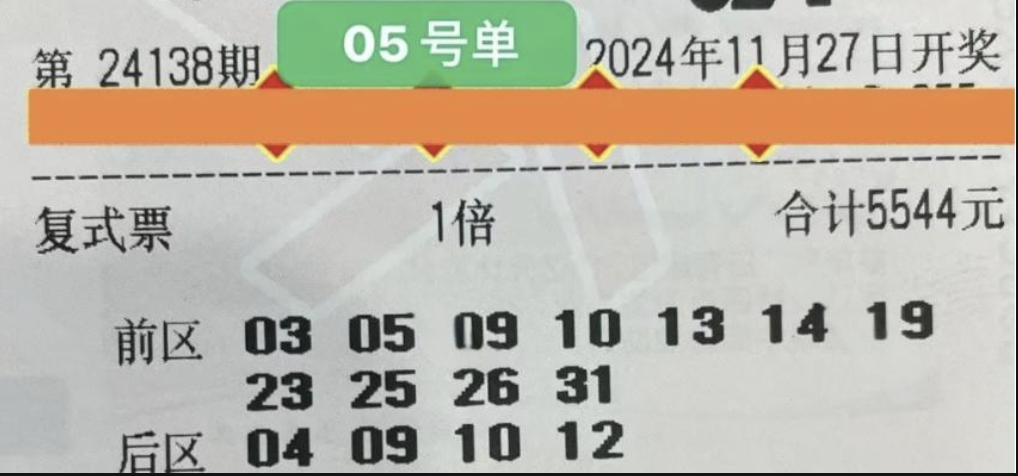 05号单
第 24138期 2024年11月27日开奖
复式票 1倍 合计5544元
前区 03 05 09 10 13 14 19
23 25 26 31
后区 04 09 10 12